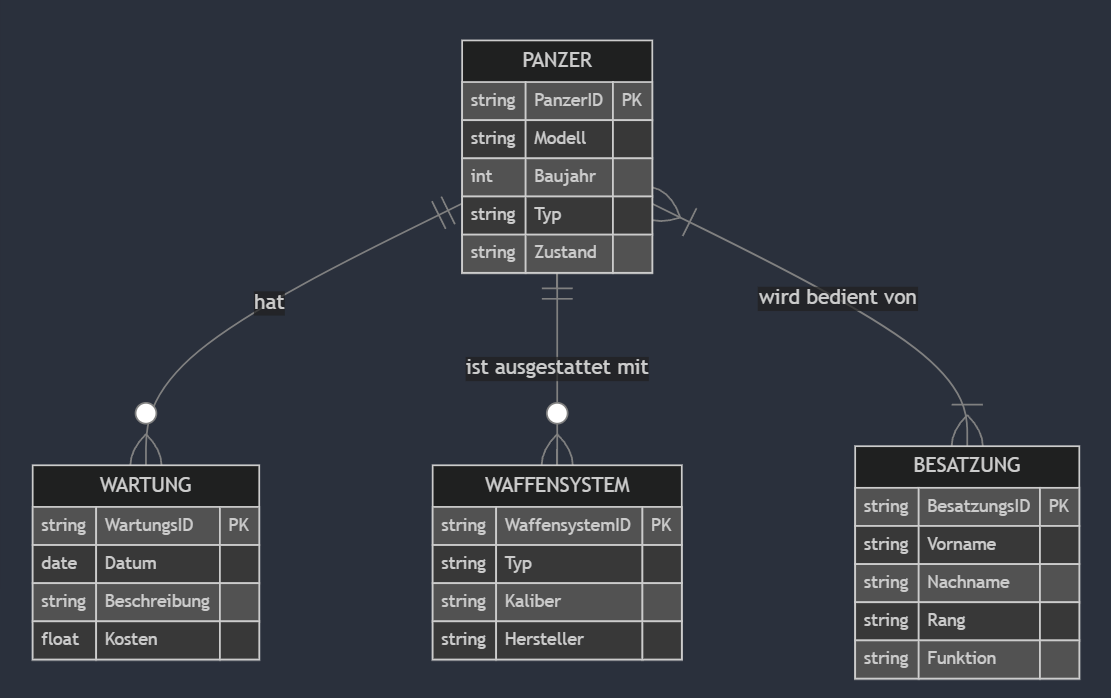 PANZER
string PanzerID PK
string Modell
int Baujahr
string Typ
string Zustand
hat
ist ausgestattet mit
wird bedient von
WARTUNG
string WartungsID PK
date Datum
string Beschreibung
float Kosten
WAFFENSYSTEM
string WaffensystemID PK
string Typ
string Kaliber
string Hersteller
BESATZUNG
string BesatzungsID PK
string Vorname
string Nachname
string Rang
string Funktion